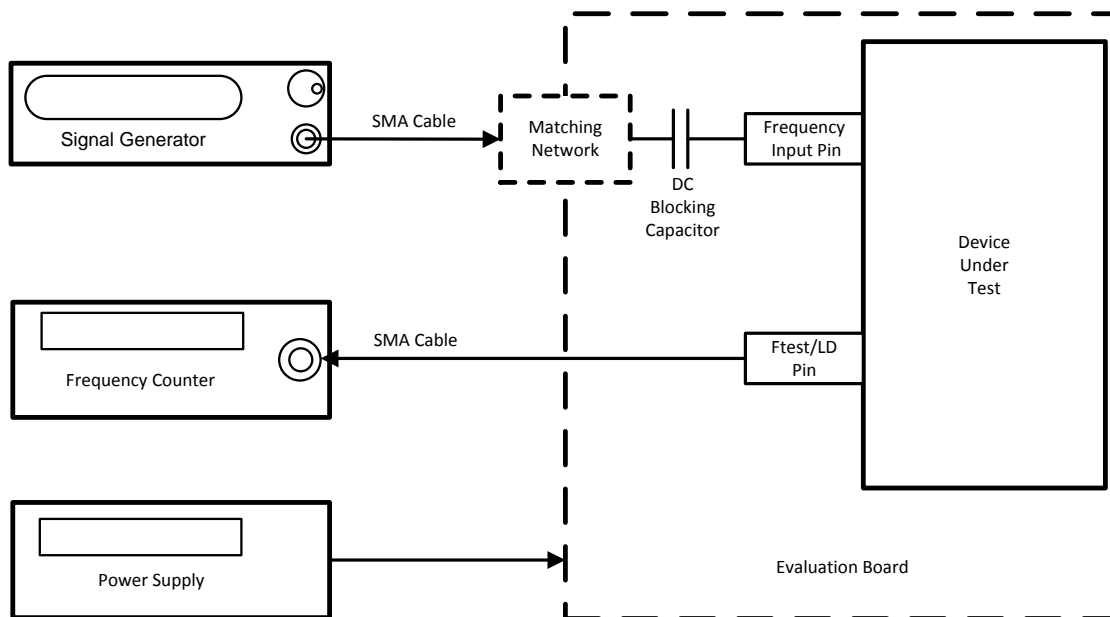 Signal Generator
SMA Cable
Matching
Network
DC
Blocking
Capacitor
Frequency
Input Pin
Device
Under
Test
Frequency Counter
SMA Cable
Ftest/LD
Pin
Power Supply
Evaluation Board